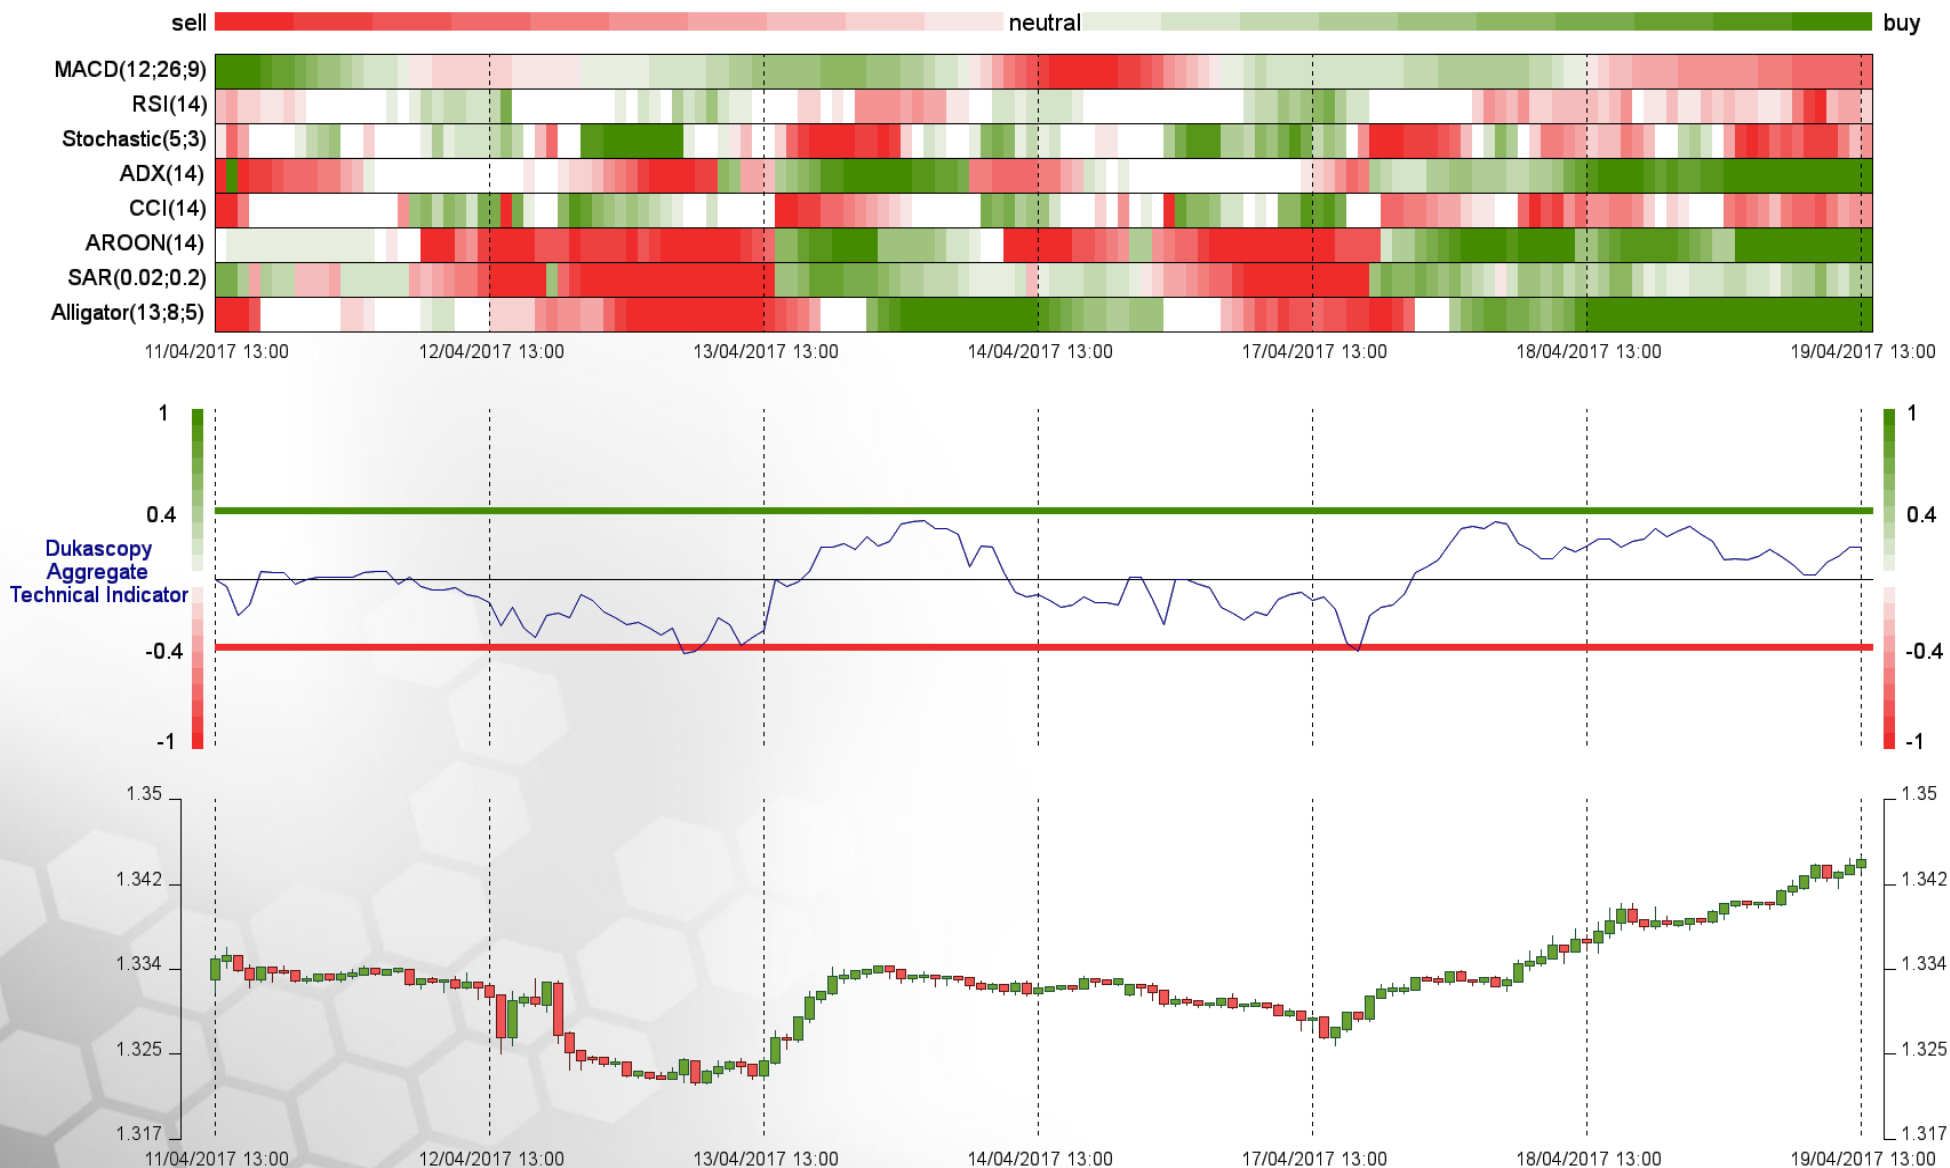 sell neutral buy
MACD(12;26;9)
RSI(14)
Stochastic(5;3)
ADX(14)
CCI(14)
AROON(14)
SAR(0.02;0.2)
Alligator(13;8;5)
11/04/2017 13:00 12/04/2017 13:00 13/04/2017 13:00 14/04/2017 13:00 17/04/2017 13:00 18/04/2017 13:00 19/04/2017 13:00
1 1
0.4 0.4
Dukascopy
Aggregate
Technical Indicator
-0.4 -0.4
-1 -1
1.35 1.35
1.342 1.342
1.334 1.334
1.325 1.325
1.317 1.317
11/04/2017 13:00 12/04/2017 13:00 13/04/2017 13:00 14/04/2017 13:00 17/04/2017 13:00 18/04/2017 13:00 19/04/2017 13:00